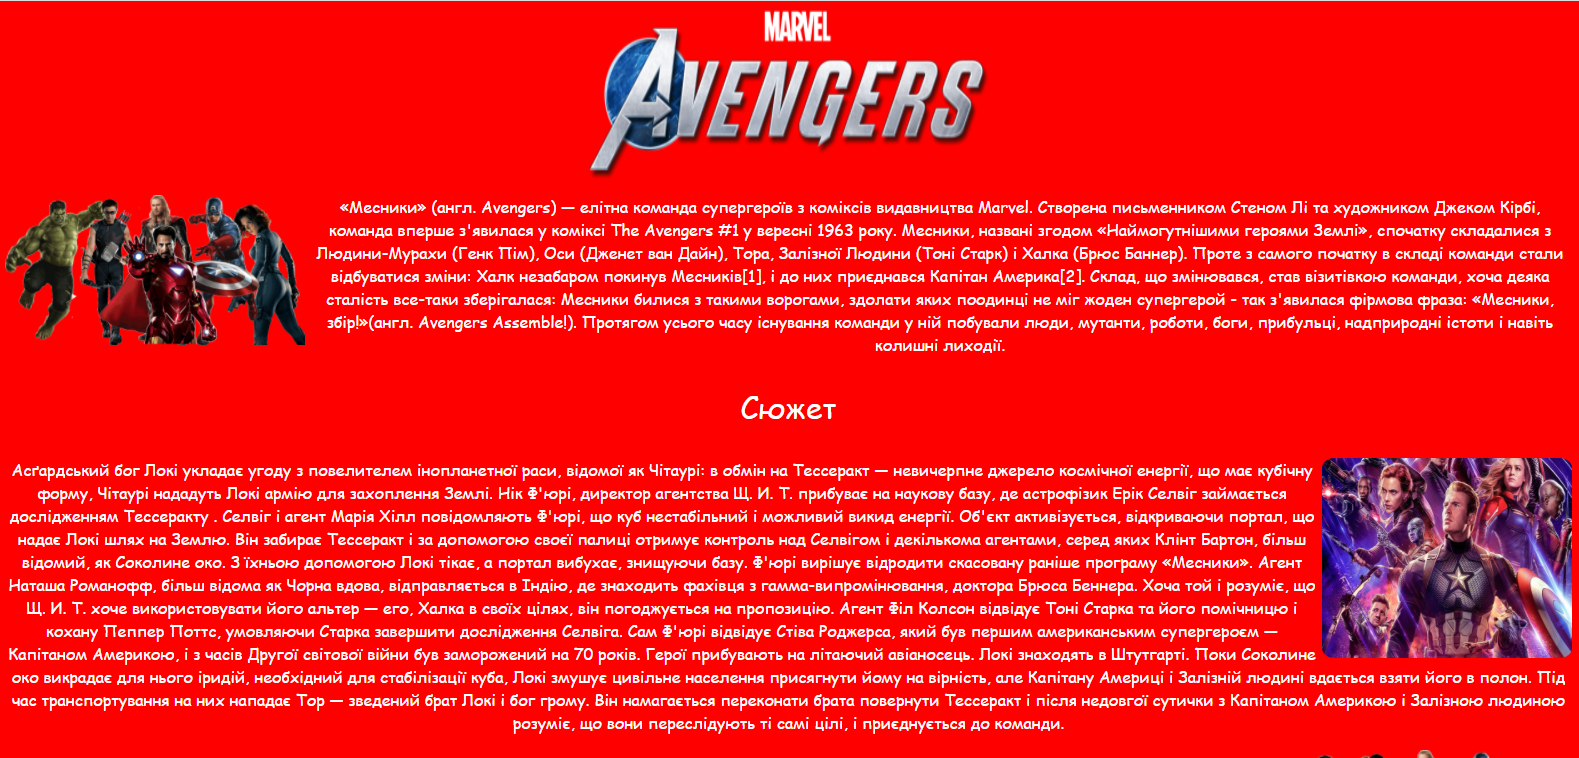 MARVEL
AVENGERS
«Месники» (англ. Avengers) — елітна команда супергероїв з коміксів видавництва Marvel. Створена письменником Стеном Лі та художником Джеком Кірбі,
команда вперше з'явилася у коміксі The Avengers #1 у вересні 1963 року. Месники, названі згодом «Наймогутнішими героями Землі», спочатку складалися з
Людини-Мурахи (Генк Пім), Оси (Дженет ван Дайн), Тора, Залізної Людини (Тоні Старк) і Халка (Брюс Баннер). Проте з самого початку в складі команди стали
відбуватися зміни: Халк незабаром покинув Месників[1], і до них приєднався Капітан Америка[2]. Склад, що змінювався, став візитівкою команди, хоча деяка
сталість все-таки зберігалася: Месники билися з такими ворогами, здолати яких поодинці не міг жоден супергерой - так з'явилася фірмова фраза: «Месники,
збір!»(англ. Avengers Assemble!). Протягом усього часу існування команди у ній побували люди, мутанти, роботи, боги, прибульці, надприродні істоти і навіть
колишні лиходії.
Сюжет
Асґардський бог Локі укладає угоду з повелителем інопланетної раси, відомої як Чітаурі: в обмін на Тессеракт — невичерпне джерело космічної енергії, що має кубічну
форму, Чітаурі нададуть Локі армію для захоплення Землі. Нік Ф'юрі, директор агентства Щ. И. Т. прибуває на наукову базу, де астрофізик Ерік Селвіг займається
дослідженням Тессеракту . Селвіг і агент Марія Хілл повідомляють Ф'юрі, що куб нестабільний і можливий викид енергії. Об'єкт активізується, відкриваючи портал, що
надає Локі шлях на Землю. Він забирає Тессеракт і за допомогою своєї палиці отримує контроль над Селвігом і декількома агентами, серед яких Клінт Бартон, більш
відомий, як Соколине око. З їхньою допомогою Локі тікає, а портал вибухає, знищуючи базу. Ф'юрі вирішує відродити скасовану раніше програму «Месники». Агент
Наташа Романофф, більш відома як Чорна вдова, відправляється в Індію, де знаходить фахівця з гамма-випромінювання, доктора Брюса Беннера. Хоча той і розуміє, що
Щ. И. Т. хоче використовувати його альтер — его, Халка в своїх цілях, він погоджується на пропозицію. Агент Філ Колсон відвідує Тоні Старка та його помічницю і
кохану Пеппер Поттс, умовляючи Старка завершити дослідження Селвіга. Сам Ф'юрі відвідує Стіва Роджерса, який був першим американським супергероєм —
Капітаном Америкою, і з часів Другої світової війни був заморожений на 70 років. Герої прибувають на літаючий авіаносець. Локі знаходять в Штутгарті. Поки Соколине
око викрадає для нього іридій, необхідний для стабілізації куба, Локі змушує цивільне населення присягнути йому на вірність, але Капітану Америці і Залізній людині вдається взяти його в полон. Під
час транспортування на них нападає Тор — зведений брат Локі і бог грому. Він намагається переконати брата повернути Тессеракт і після недовгої сутички з Капітаном Америкою і Залізною людиною
розуміє, що вони переслідують ті самі цілі, і приєднується до команди.